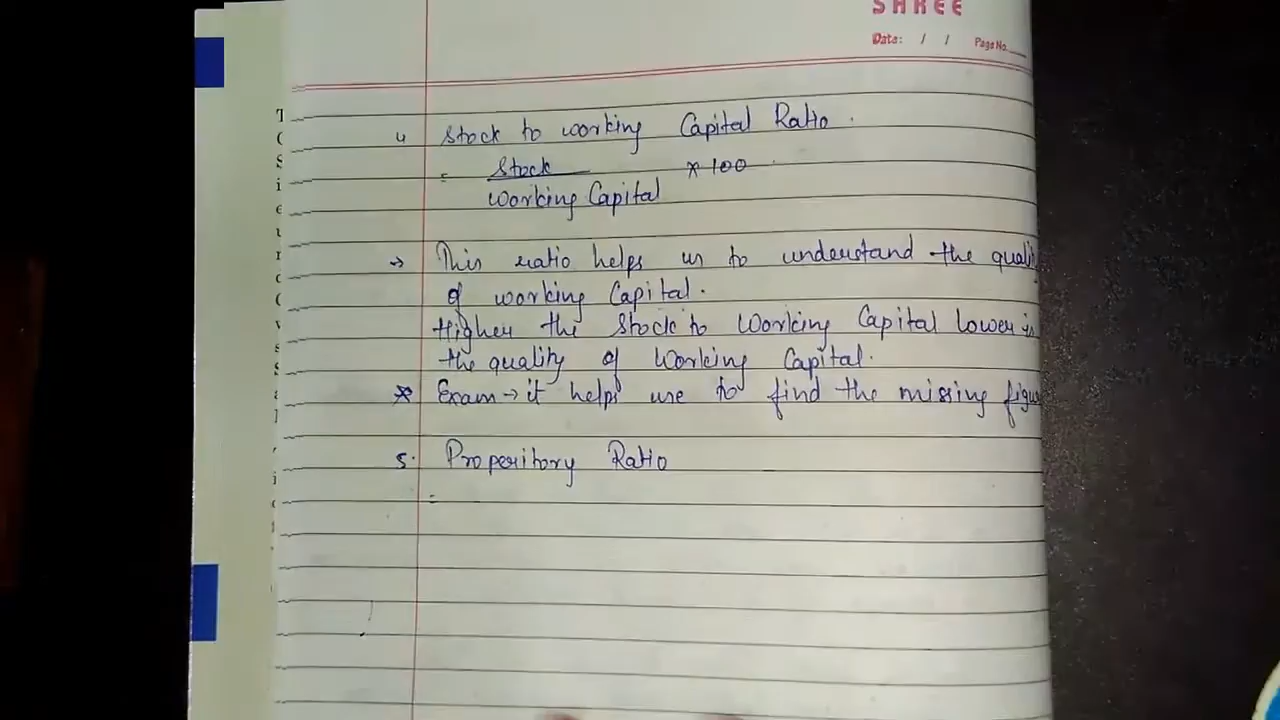 SHREE
Date: / / Page No.
4 Stock to working Capital Ratio.
= Stock * 100
Working Capital
→ This ratio helps us to understand the
of working Capital.
Higher the Stock to Working Capital lower is
the quality of Working Capital.
* Exam → it helps use to find the missing
5. Properitory Ratio
=